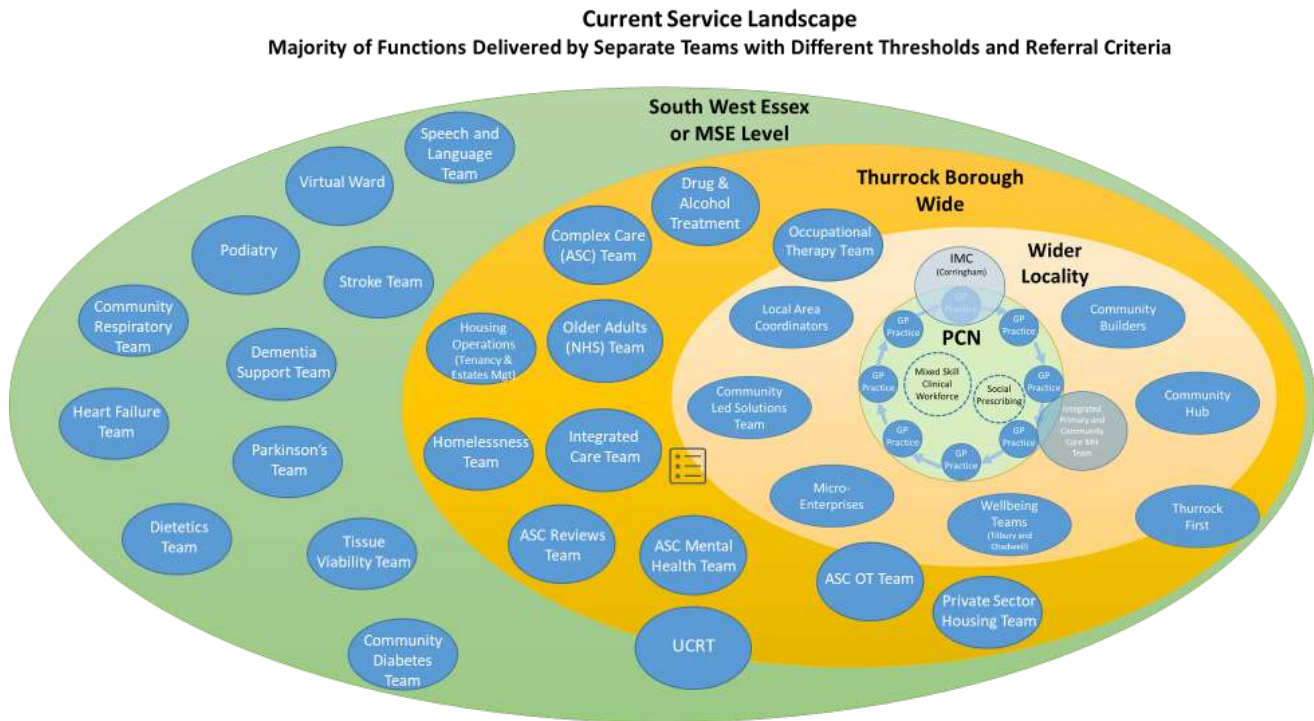 Current Service Landscape
Majority of Functions Delivered by Separate Teams with Different Thresholds and Referral Criteria
South West Essex
or MSE Level
Speech and
Language
Team
Virtual Ward
Podiatry
Stroke Team
Community
Respiratory
Team
Dementia
Support Team
Heart Failure
Team
Parkinson's
Team
Dietetics
Team
Tissue
Viability Team
Community
Diabetes
Team
Thurrock Borough
Wide
Drug &
Alcohol
Treatment
Complex Care
(ASC) Team
Occupational
Therapy Team
Housing
Operations
(Tenancy &
Estates Mgt)
Older Adults
(NHS) Team
Homelessness
Team
Integrated
Care Team
ASC Reviews
Team
ASC Mental
Health Team
UCRT
ASC OT Team
Private Sector
Housing Team
Thurrock
First
Wider
Locality
Local Area
Coordinators
Community
Builders
Community
Led Solutions
Team
Community
Hub
Micro-
Enterprises
Wellbeing
Teams
(Tilbury and
Chadwell)
IMC
(Corringham)
GP
Practice
GP
Practice
GP
Practice
GP
Practice
GP
Practice
GP
Practice
GP
Practice
GP
Practice
PCN
Mixed Skill
Clinical
Workforce
Social
Prescribing
Integrated
Primary and
Community
Care MH
Team